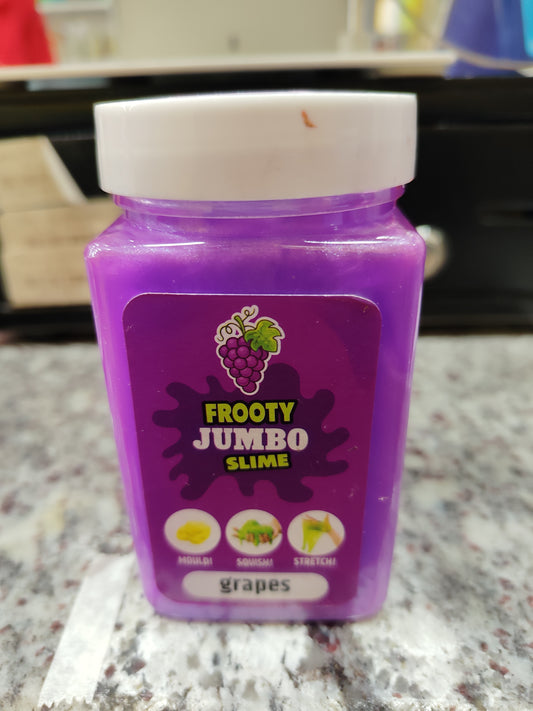 FROOTY
JUMBO
SLIME
MOULD! SQUISH! STRETCH!
grapes